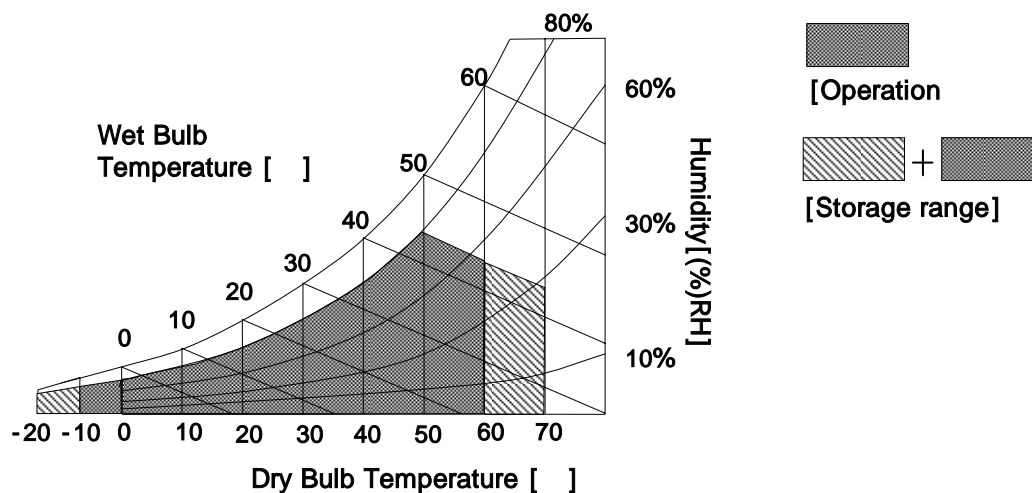 80%
[Operation
60
60%
Wet Bulb
Temperature [ ]
50
+
[Storage range]
40
30%
Humidity[(%)RH]
30
20
10
0
10%
-20 -10 0 10 20 30 40 50 60 70
Dry Bulb Temperature [ ]